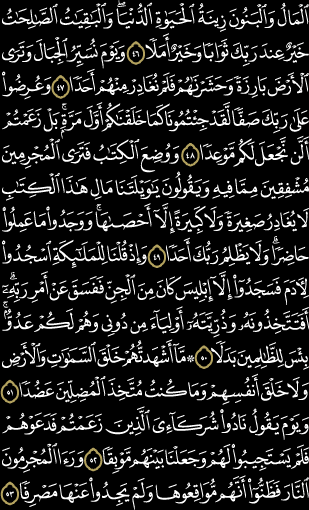 ٱلْمَالُ وَٱلْبَنُونَ زِينَةُ ٱلْحَيَوٰةِ ٱلدُّنْيَا ۖ وَٱلْبَٰقِيَٰتُ ٱلصَّٰلِحَٰتُ
خَيْرٌ عِندَ رَبِّكَ ثَوَابًا وَخَيْرٌ أَمَلًا ٤٦ وَيَوْمَ نُسَيِّرُ ٱلْجِبَالَ وَتَرَى
ٱلْأَرْضَ بَارِزَةً وَحَشَرْنَٰهُمْ فَلَمْ نُغَادِرْ مِنْهُمْ أَحَدًا ٤٧ وَعُرِضُوا۟
عَلَىٰ رَبِّكَ صَفًّا لَّقَدْ جِئْتُمُونَا كَمَا خَلَقْنَٰكُمْ أَوَّلَ مَرَّةٍۭ ۚ بَلْ زَعَمْتُمْ
أَلَّن نَّجْعَلَ لَكُم مَّوْعِدًا ٤٨ وَوُضِعَ ٱلْكِتَٰبُ فَتَرَى ٱلْمُجْرِمِينَ
مُشْفِقِينَ مِمَّا فِيهِ وَيَقُولُونَ يَٰوَيْلَتَنَا مَالِ هَٰذَا ٱلْكِتَٰبِ
لَا يُغَادِرُ صَغِيرَةً وَلَا كَبِيرَةً إِلَّآ أَحْصَىٰهَا ۚ وَوَجَدُوا۟ مَا عَمِلُوا۟
حَاضِرًا ۗ وَلَا يَظْلِمُ رَبُّكَ أَحَدًا ٤٩ وَإِذْ قُلْنَا لِلْمَلَٰٓئِكَةِ ٱسْجُدُوا۟
لِءَادَمَ فَسَجَدُوٓا۟ إِلَّآ إِبْلِيسَ كَانَ مِنَ ٱلْجِنِّ فَفَسَقَ عَنْ أَمْرِ رَبِّهِۦٓ ۗ
أَفَتَتَّخِذُونَهُۥ وَذُرِّيَّتَهُۥٓ أَوْلِيَآءَ مِن دُونِى وَهُمْ لَكُمْ عَدُوٌّۢ ۚ
بِئْسَ لِلظَّٰلِمِينَ بَدَلًا ٥٠ ۞ مَّآ أَشْهَدتُّهُمْ خَلْقَ ٱلسَّمَٰوَٰتِ وَٱلْأَرْضِ
وَلَا خَلْقَ أَنفُسِهِمْ وَمَا كُنتُ مُتَّخِذَ ٱلْمُضِلِّينَ عَضُدًا ٥١
وَيَوْمَ يَقُولُ نَادُوا۟ شُرَكَآءِىَ ٱلَّذِينَ زَعَمْتُمْ فَدَعَوْهُمْ
فَلَمْ يَسْتَجِيبُوا۟ لَهُمْ وَجَعَلْنَا بَيْنَهُم مَّوْبِقًا ٥٢ وَرَءَا ٱلْمُجْرِمُونَ
ٱلنَّارَ فَظَنُّوٓا۟ أَنَّهُم مُّوَاقِعُوهَا وَلَمْ يَجِدُوا۟ عَنْهَا مَصْرِفًا ٥٣